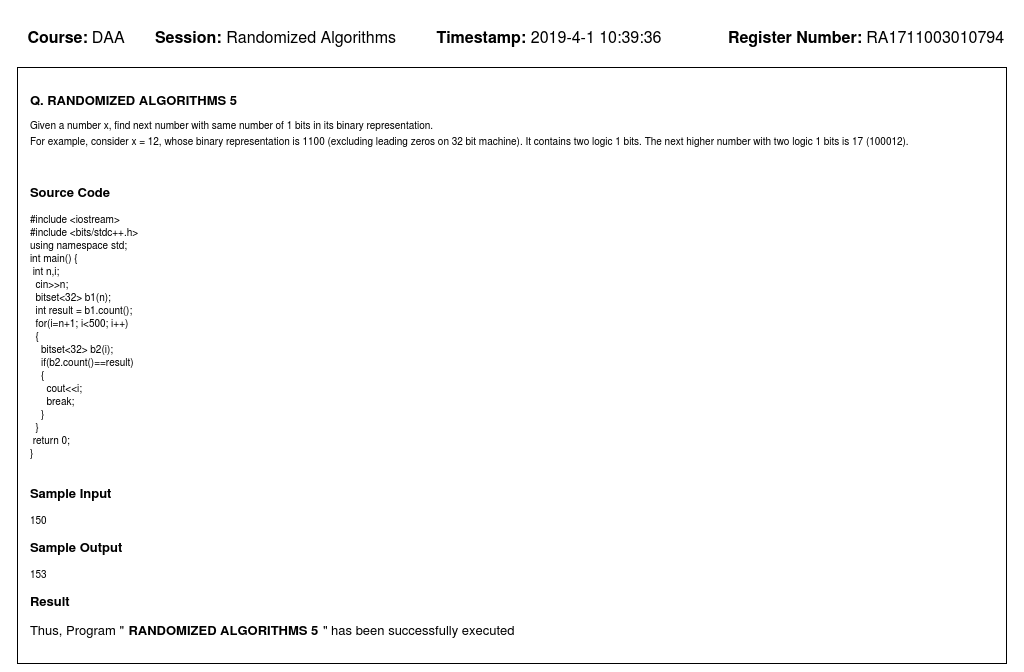 Course: DAA Session: Randomized Algorithms Timestamp: 2019-4-1 10:39:36 Register Number: RA1711003010794
Q. RANDOMIZED ALGORITHMS 5
Given a number x, find next number with same number of 1 bits in its binary representation.
For example, consider x = 12, whose binary representation is 1100 (excluding leading zeros on 32 bit machine). It contains two logic 1 bits. The next higher number with two logic 1 bits is 17 (100012).
Source Code
#include <iostream>
#include <bits/stdc++.h>
using namespace std;
int main() {
int n,i;
cin>>n;
bitset<32> b1(n);
int result = b1.count();
for(i=n+1; i<500; i++)
{
bitset<32> b2(i);
if(b2.count()==result)
{
cout<<i;
break;
}
}
return 0;
}
Sample Input
150
Sample Output
153
Result
Thus, Program " RANDOMIZED ALGORITHMS 5 " has been successfully executed